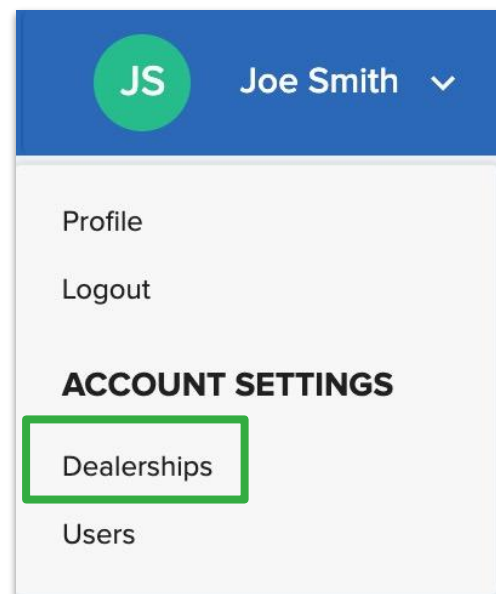 JS Joe Smith
Profile
Logout
ACCOUNT SETTINGS
Dealerships
Users